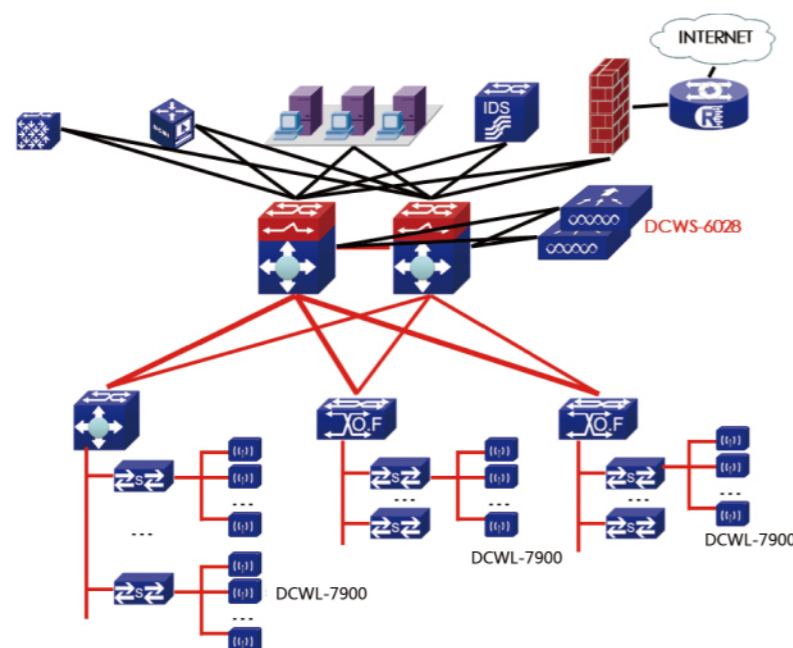 INTERNET
IDS
R
DCWS-6028
O.F
O.F
S
...
S
...
S
...
...
...
...
...
S
S
DCWL-7900
DCWL-7900
S
DCWL-7900
...